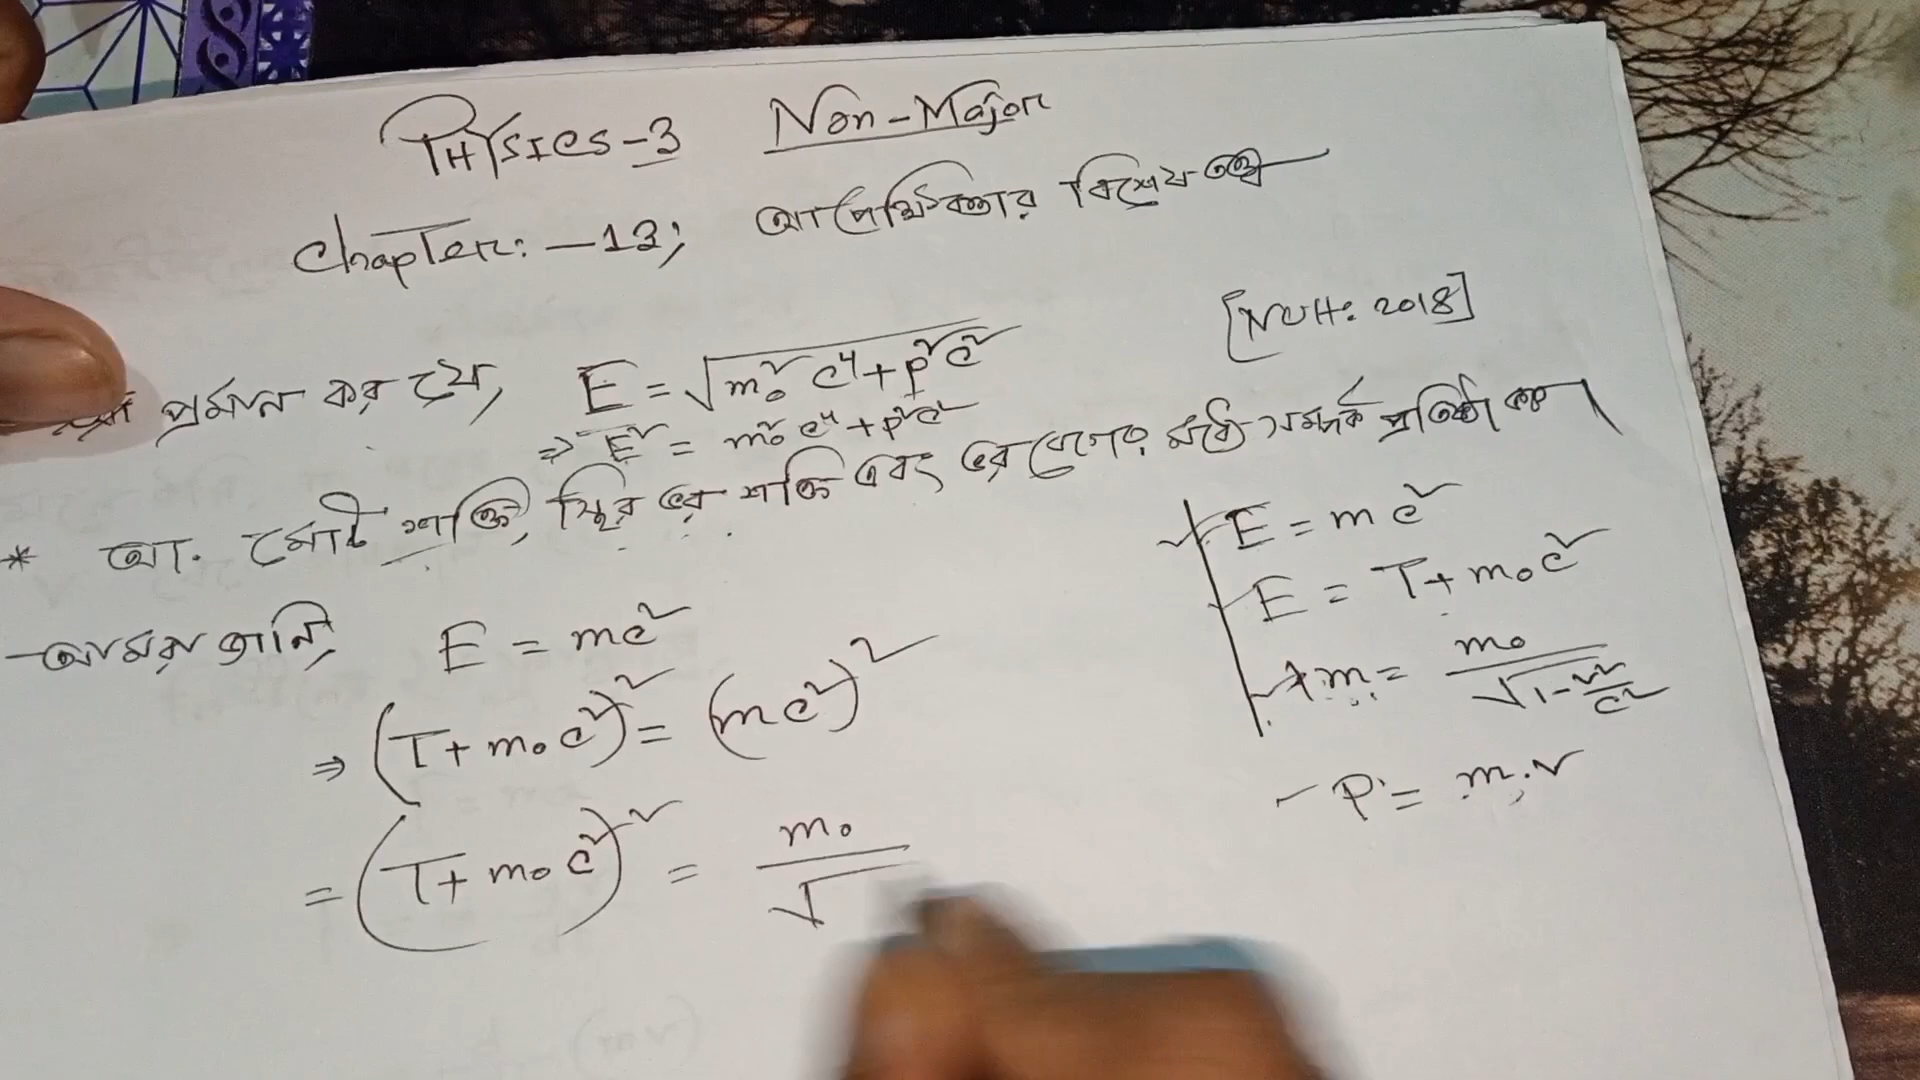 PHYSICS-3 Non-Major
Chapter: -13; আপেক্ষিকতার বিশেষ তত্ত্ব
[NUH: 2018]
প্রমান কর যে, E = √m₀²c⁴+p²c²
⇒ E² = m₀²c⁴+p²c²
* আ. মোট শক্তি, স্থির ভর শক্তি এবং ভর বেগের মধ্যে সম্পর্ক প্রতিষ্ঠা কর।
আমরা জানি, E = mc²
⇒ (T+m₀c²)² = (mc²)²
= (T+m₀c²)² = m₀/√
E = mc²
E = T+m₀c²
m = m₀/√1-v²/c²
P = m.v